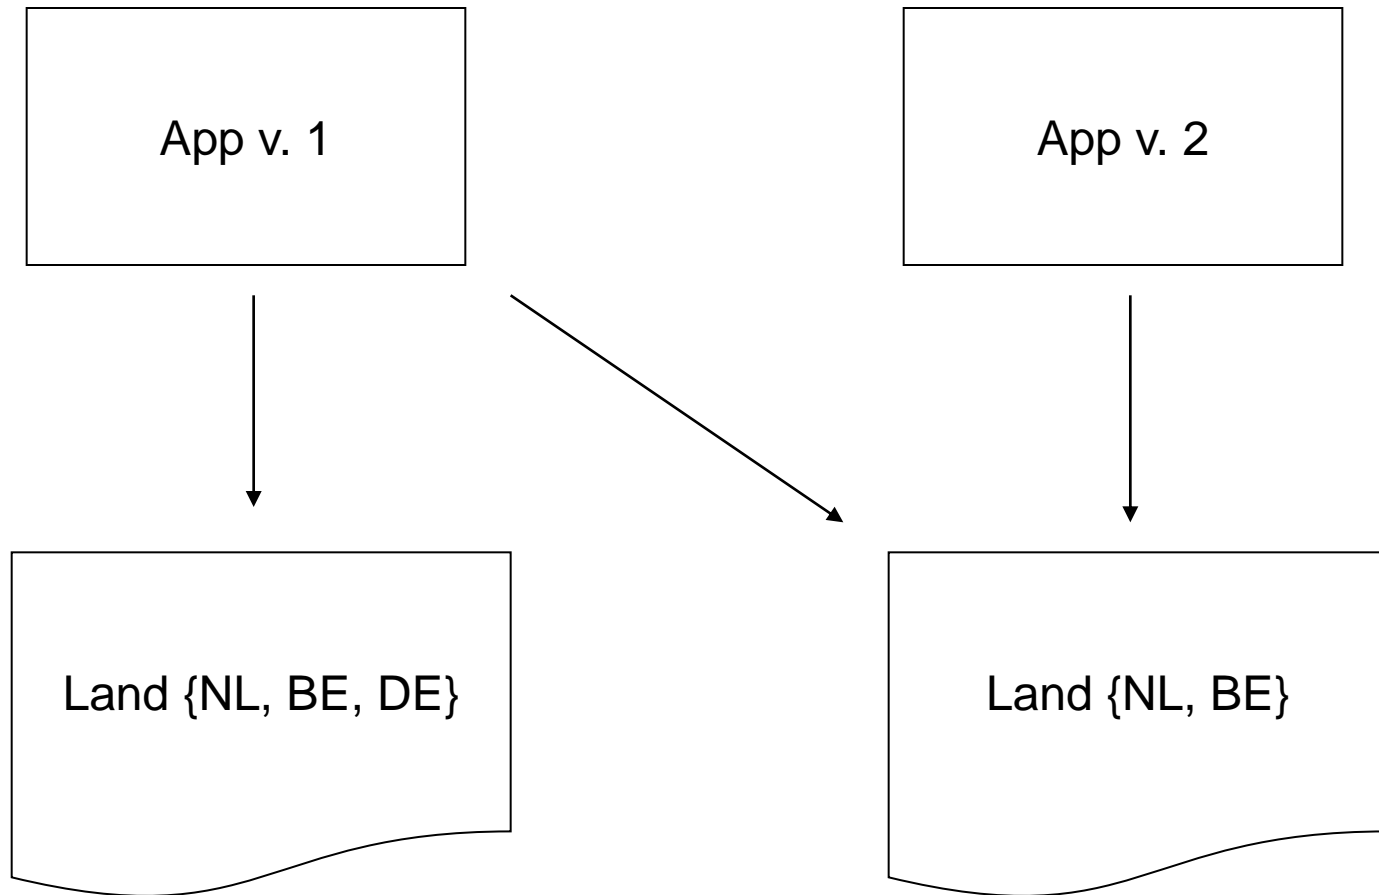 App v. 1
App v. 2
Land {NL, BE, DE}
Land {NL, BE}